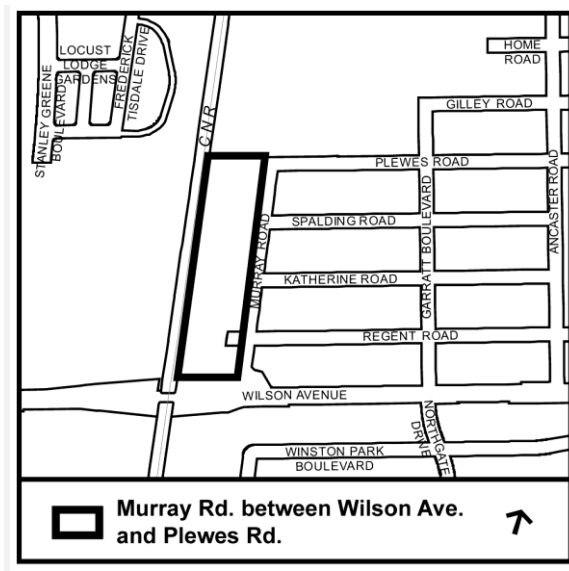 LOCUST
LODGE
GARDENS
STANLEY GREENE
BOULEVARD
FREDERICK
TISDALE DRIVE
CNR
HOME
ROAD
GILLEY ROAD
PLEWES ROAD
ANCASTER ROAD
SPALDING ROAD
MURRAY ROAD
GARRATT BOULEVARD
KATHERINE ROAD
REGENT ROAD
WILSON AVENUE
NORTHGATE
DRIVE
WINSTON PARK
BOULEVARD
Murray Rd. between Wilson Ave.
and Plewes Rd.